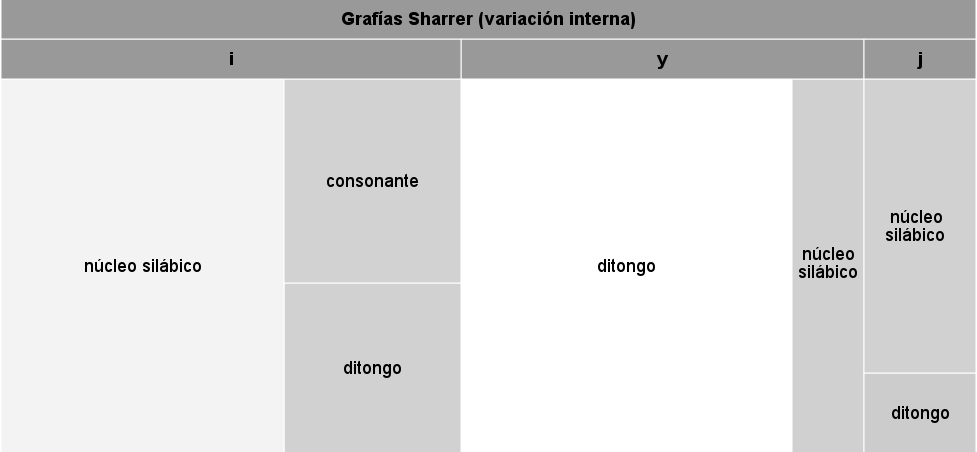 Grafías Sharrer (variación interna)
i
y
j
núcleo silábico
consonante
ditongo
ditongo
núcleo
silábico
núcleo
silábico
ditongo